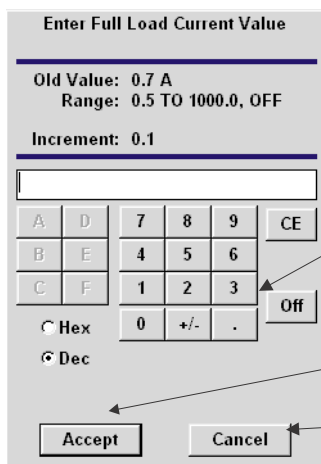 Enter Full Load Current Value
Old Value: 0.7 A
Range: 0.5 TO 1000.0, OFF
Increment: 0.1
A D 7 8 9 CE
B E 4 5 6
C F 1 2 3 Off
Hex 0 +/- .
Dec
Accept Cancel